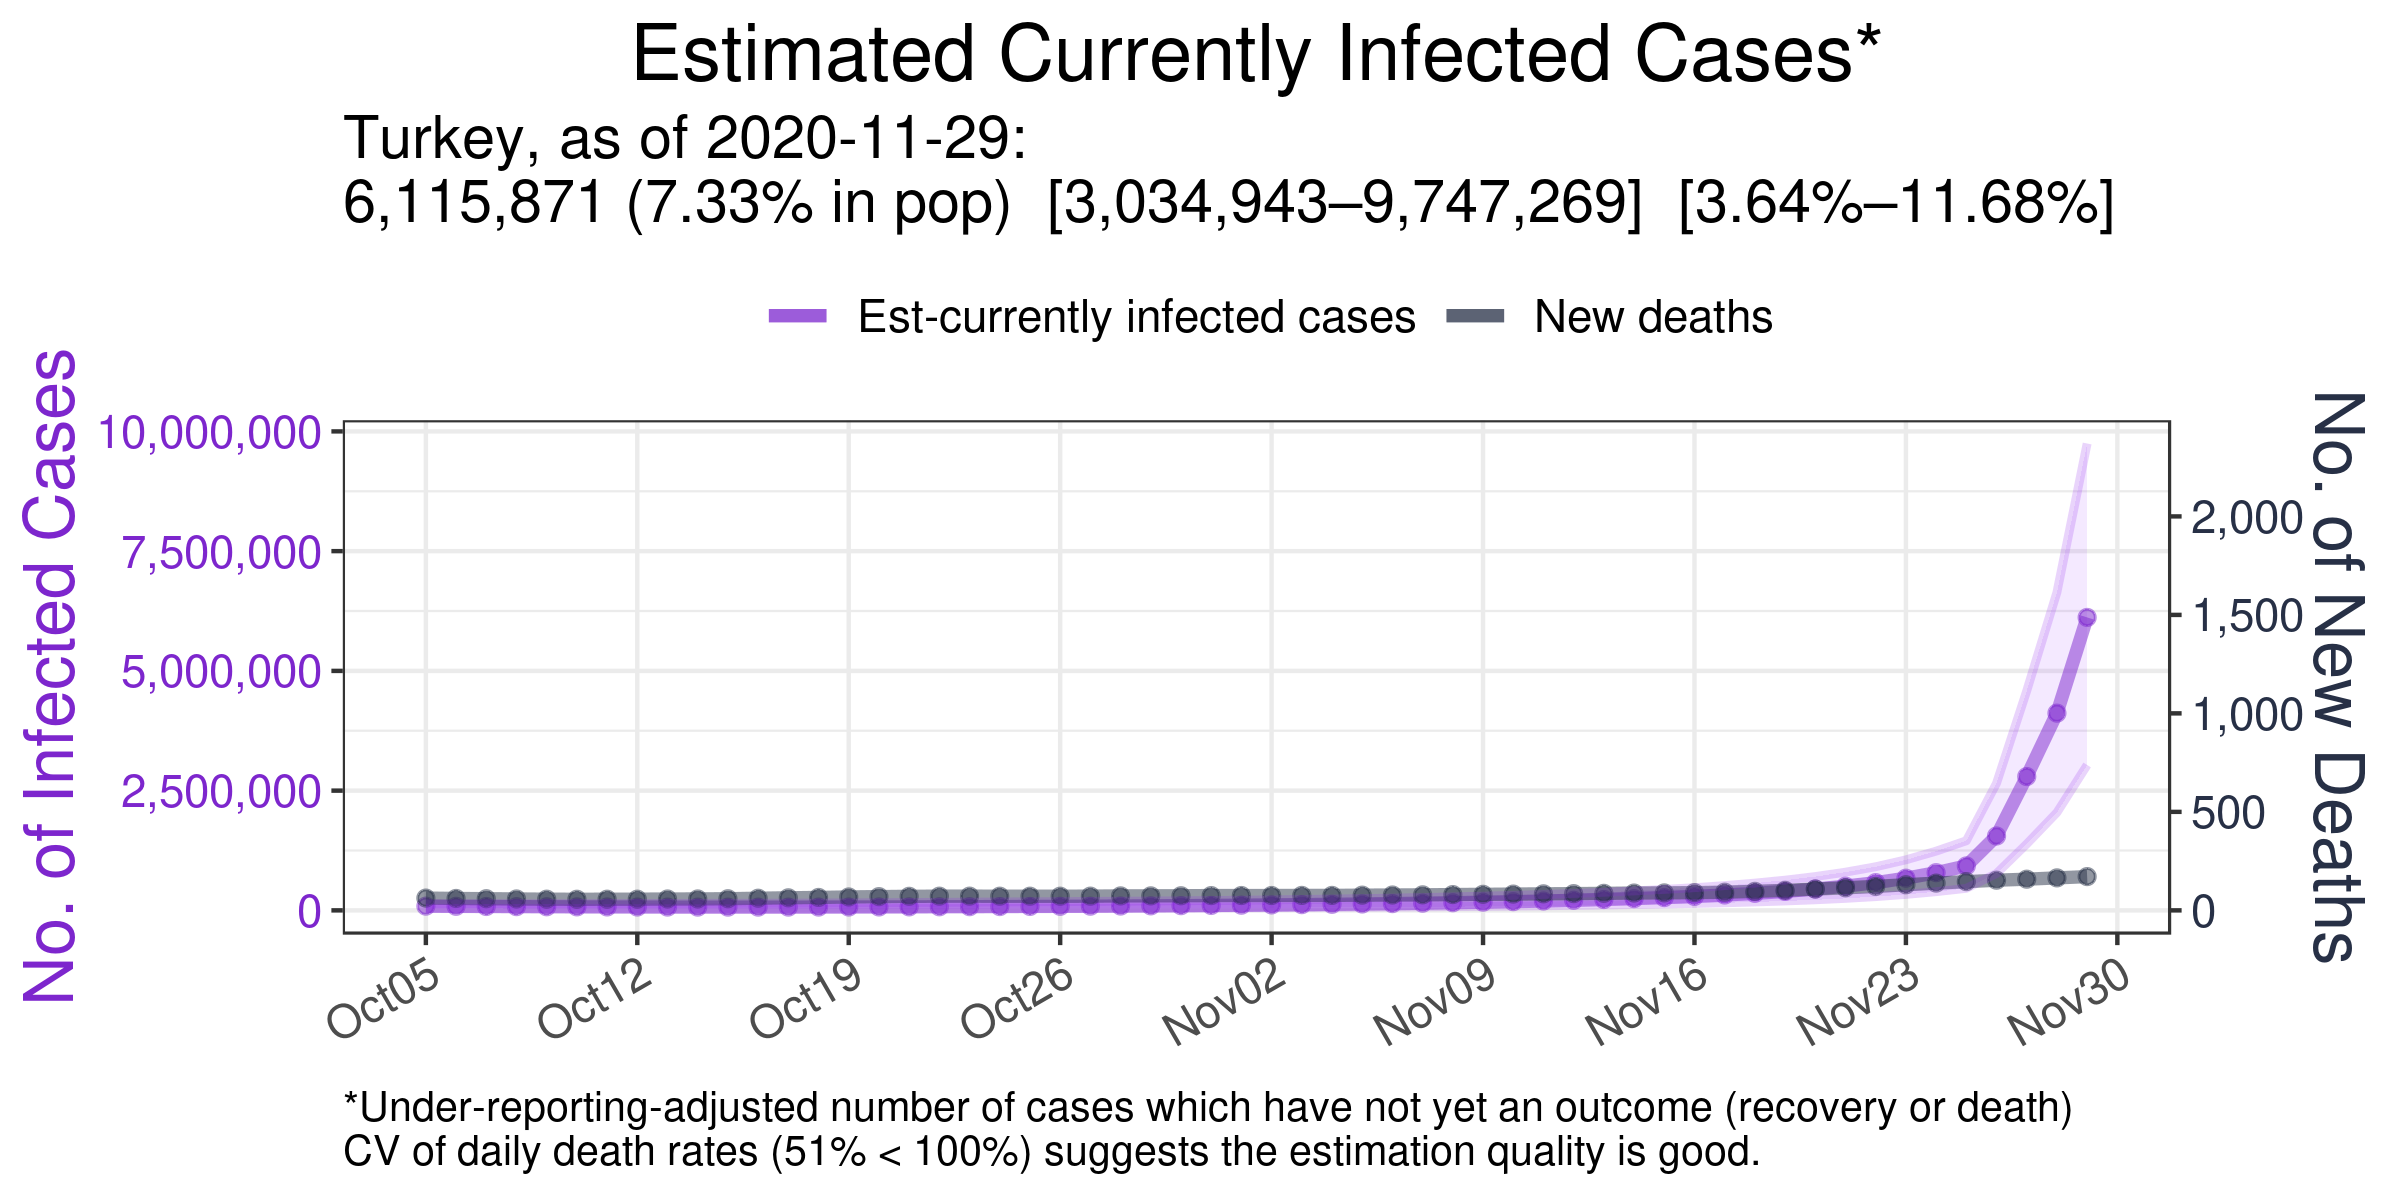 Estimated Currently Infected Cases*
Turkey, as of 2020-11-29:
6,115,871 (7.33% in pop)  [3,034,943–9,747,269]  [3.64%–11.68%]
Est-currently infected cases
New deaths
No. of Infected Cases
10,000,000
7,500,000
5,000,000
2,500,000
0
2,000
1,500
1,000
500
0
No. of New Deaths
Oct05
Oct12
Oct19
Oct26
Nov02
Nov09
Nov16
Nov23
Nov30
*Under-reporting-adjusted number of cases which have not yet an outcome (recovery or death)
CV of daily death rates (51% < 100%) suggests the estimation quality is good.